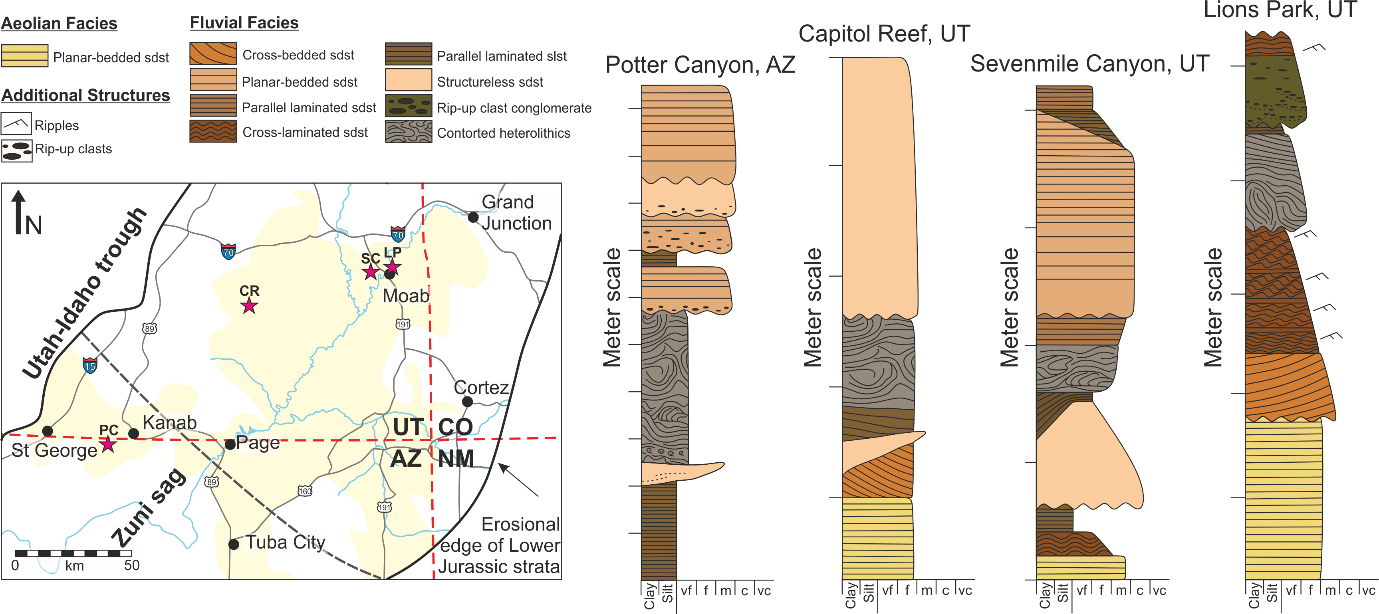 Aeolian Facies
Planar-bedded sdst
Additional Structures
Ripples
Rip-up clasts
Fluvial Facies
Cross-bedded sdst
Planar-bedded sdst
Parallel laminated sdst
Cross-laminated sdst
Parallel laminated slst
Structureless sdst
Rip-up clast conglomerate
Contorted heterolithics
N
Utah-Idaho trough
Grand
Junction
70
70
SC
LP
CR
Moab
89
191
15
Cortez
Kanab
PC
UT
CO
St George
Page
AZ
NM
89
160
191
Zuni sag
Tuba City
Erosional
edge of Lower
Jurassic strata
0
km
50
Potter Canyon, AZ
Meter scale
Clay
Silt
vf
f
m
c
vc
Capitol Reef, UT
Meter scale
Clay
Silt
vf
f
m
c
vc
Sevenmile Canyon, UT
Meter scale
Clay
Silt
vf
f
m
c
vc
Lions Park, UT
Meter scale
Clay
Silt
vf
f
m
c
vc